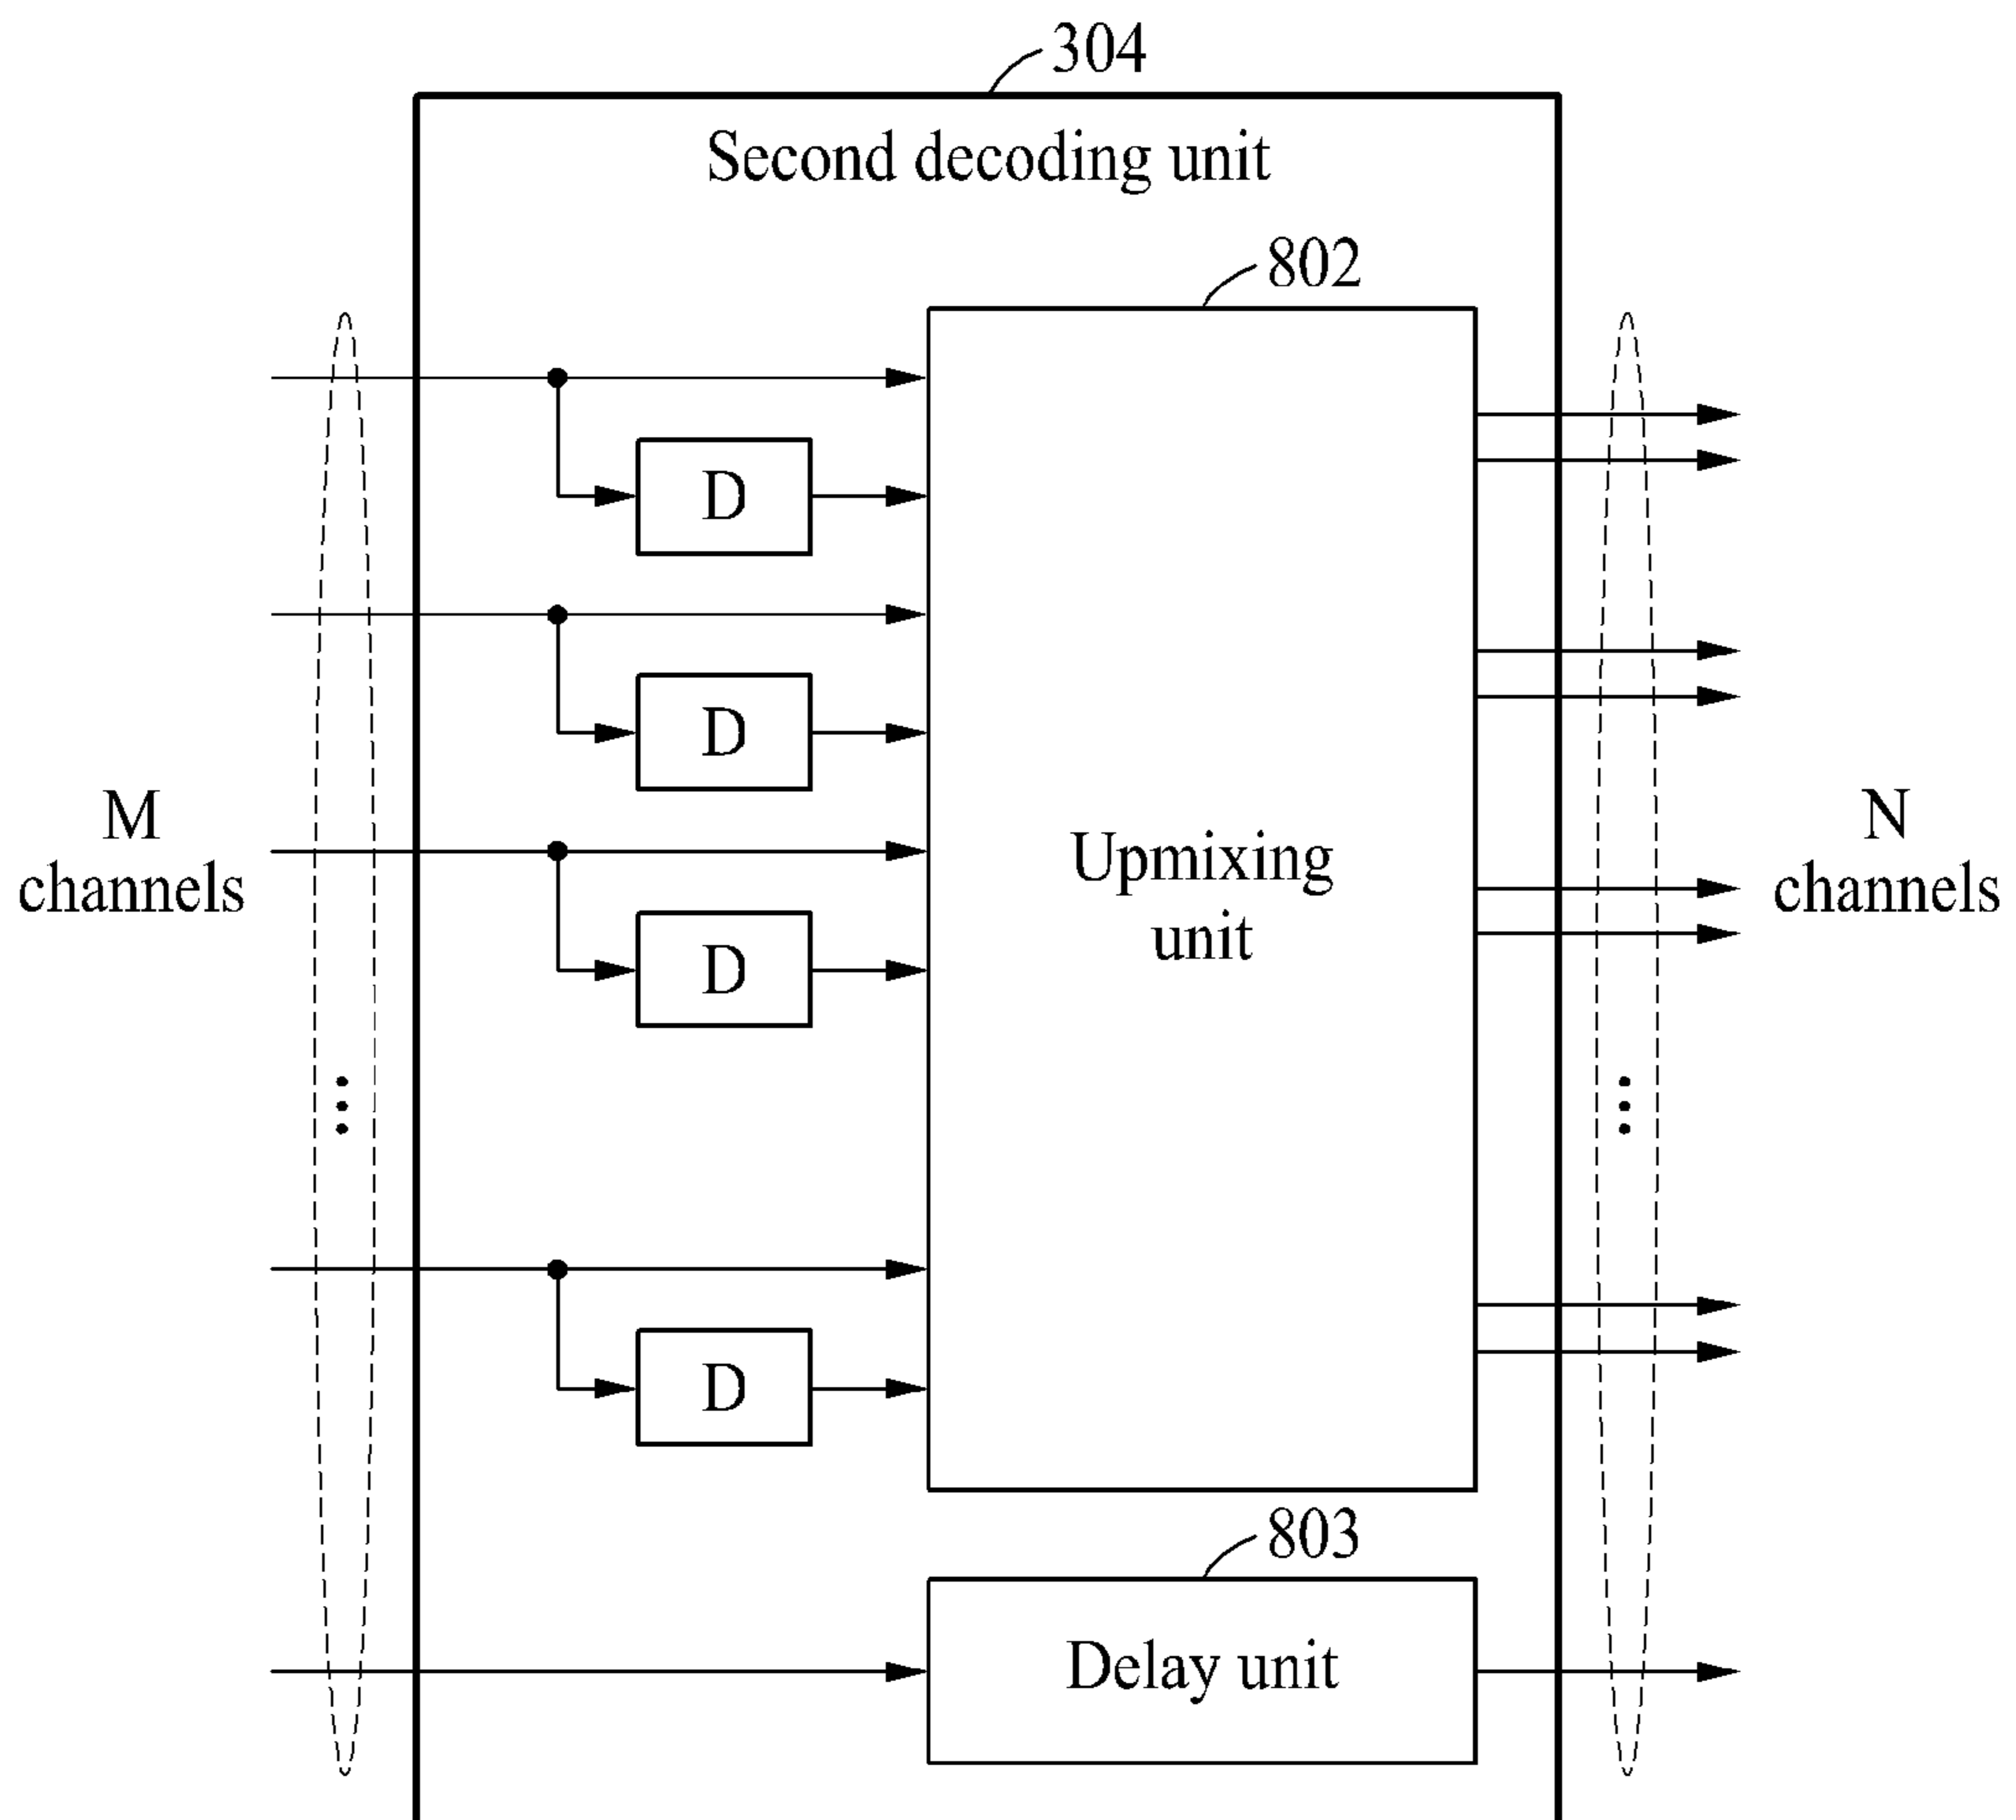 304
Second decoding unit
802
D
D
M
channels
Upmixing
unit
N
channels
D
D
803
Delay unit